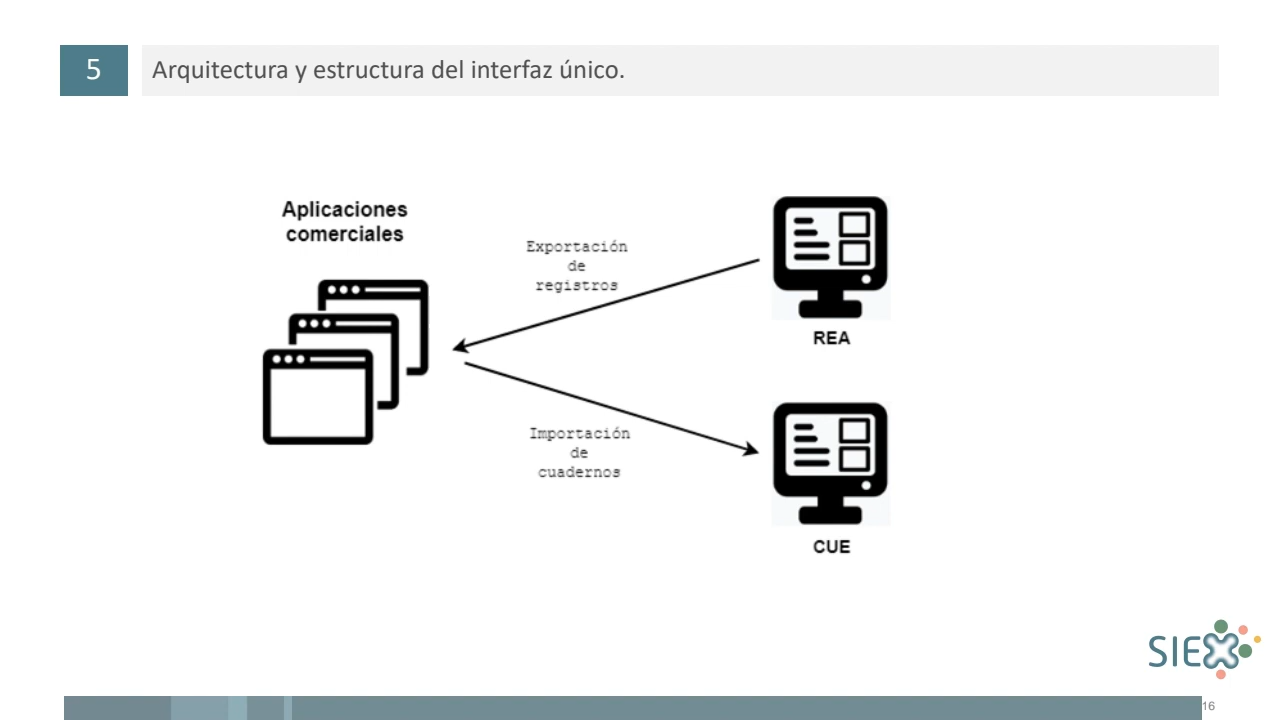 5
Arquitectura y estructura del interfaz único.
Aplicaciones
comerciales
Exportación
de
registros
REA
Importación
de
cuadernos
CUE
SIEX
16